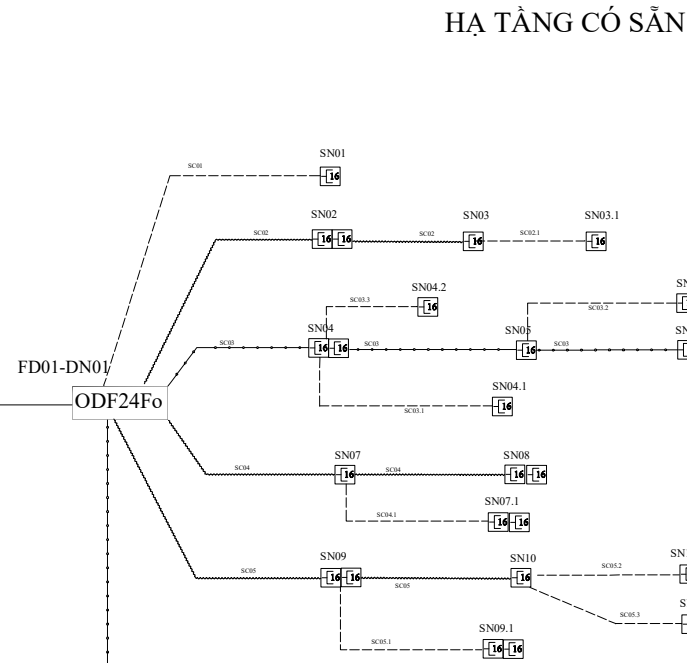 HẠ TẦNG CÓ SẴN
SN01
SC01
16
SN02
SN03
SN03.1
SC02
SC02
SC02.1
16 16
16
16
SN04.2
SC03.3
16
SC03.2
SN04
SN05
SC03
SC03
SC03
16 16
16
FD01-DN01
ODF24Fo
SN04.1
SC03.1
16
SN07
SN08
SC04
SC04
16
16 16
SN07.1
SC04.1
16 16
SN09
SN10
SC05
SC05
SC05.2
16 16
16
SC05.3
SN09.1
SC05.1
16 16